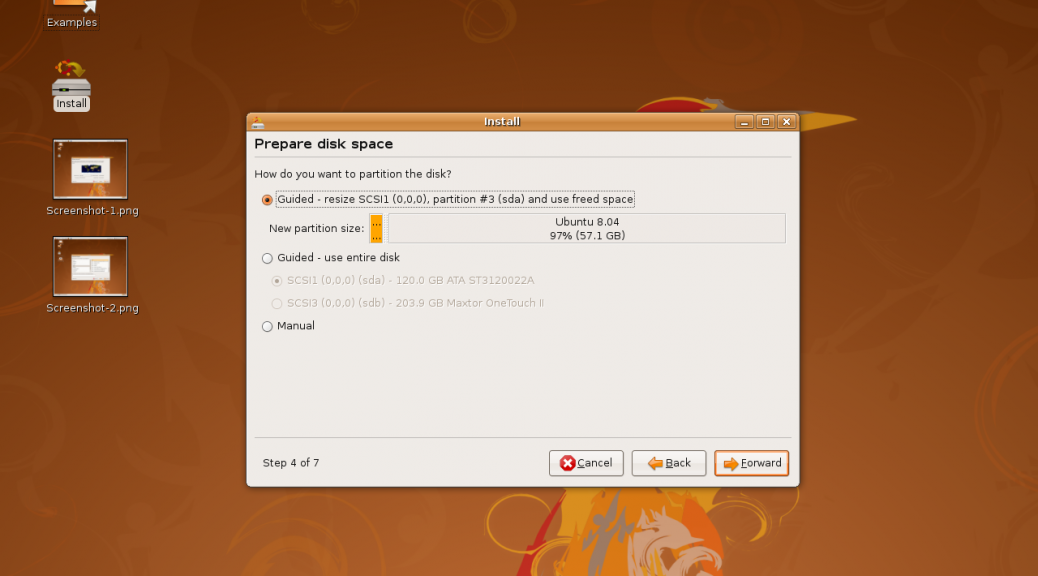 Examples
Install
Screenshot-1.png
Screenshot-2.png
Install
Prepare disk space
How do you want to partition the disk?
Guided - resize SCSI1 (0,0,0), partition #3 (sda) and use freed space
New partition size:
...
...
Ubuntu 8.04
97% (57.1 GB)
Guided - use entire disk
SCSI1 (0,0,0) (sda) - 120.0 GB ATA ST3120022A
SCSI3 (0,0,0) (sdb) - 203.9 GB Maxtor OneTouch II
Manual
Step 4 of 7
Cancel
Back
Forward